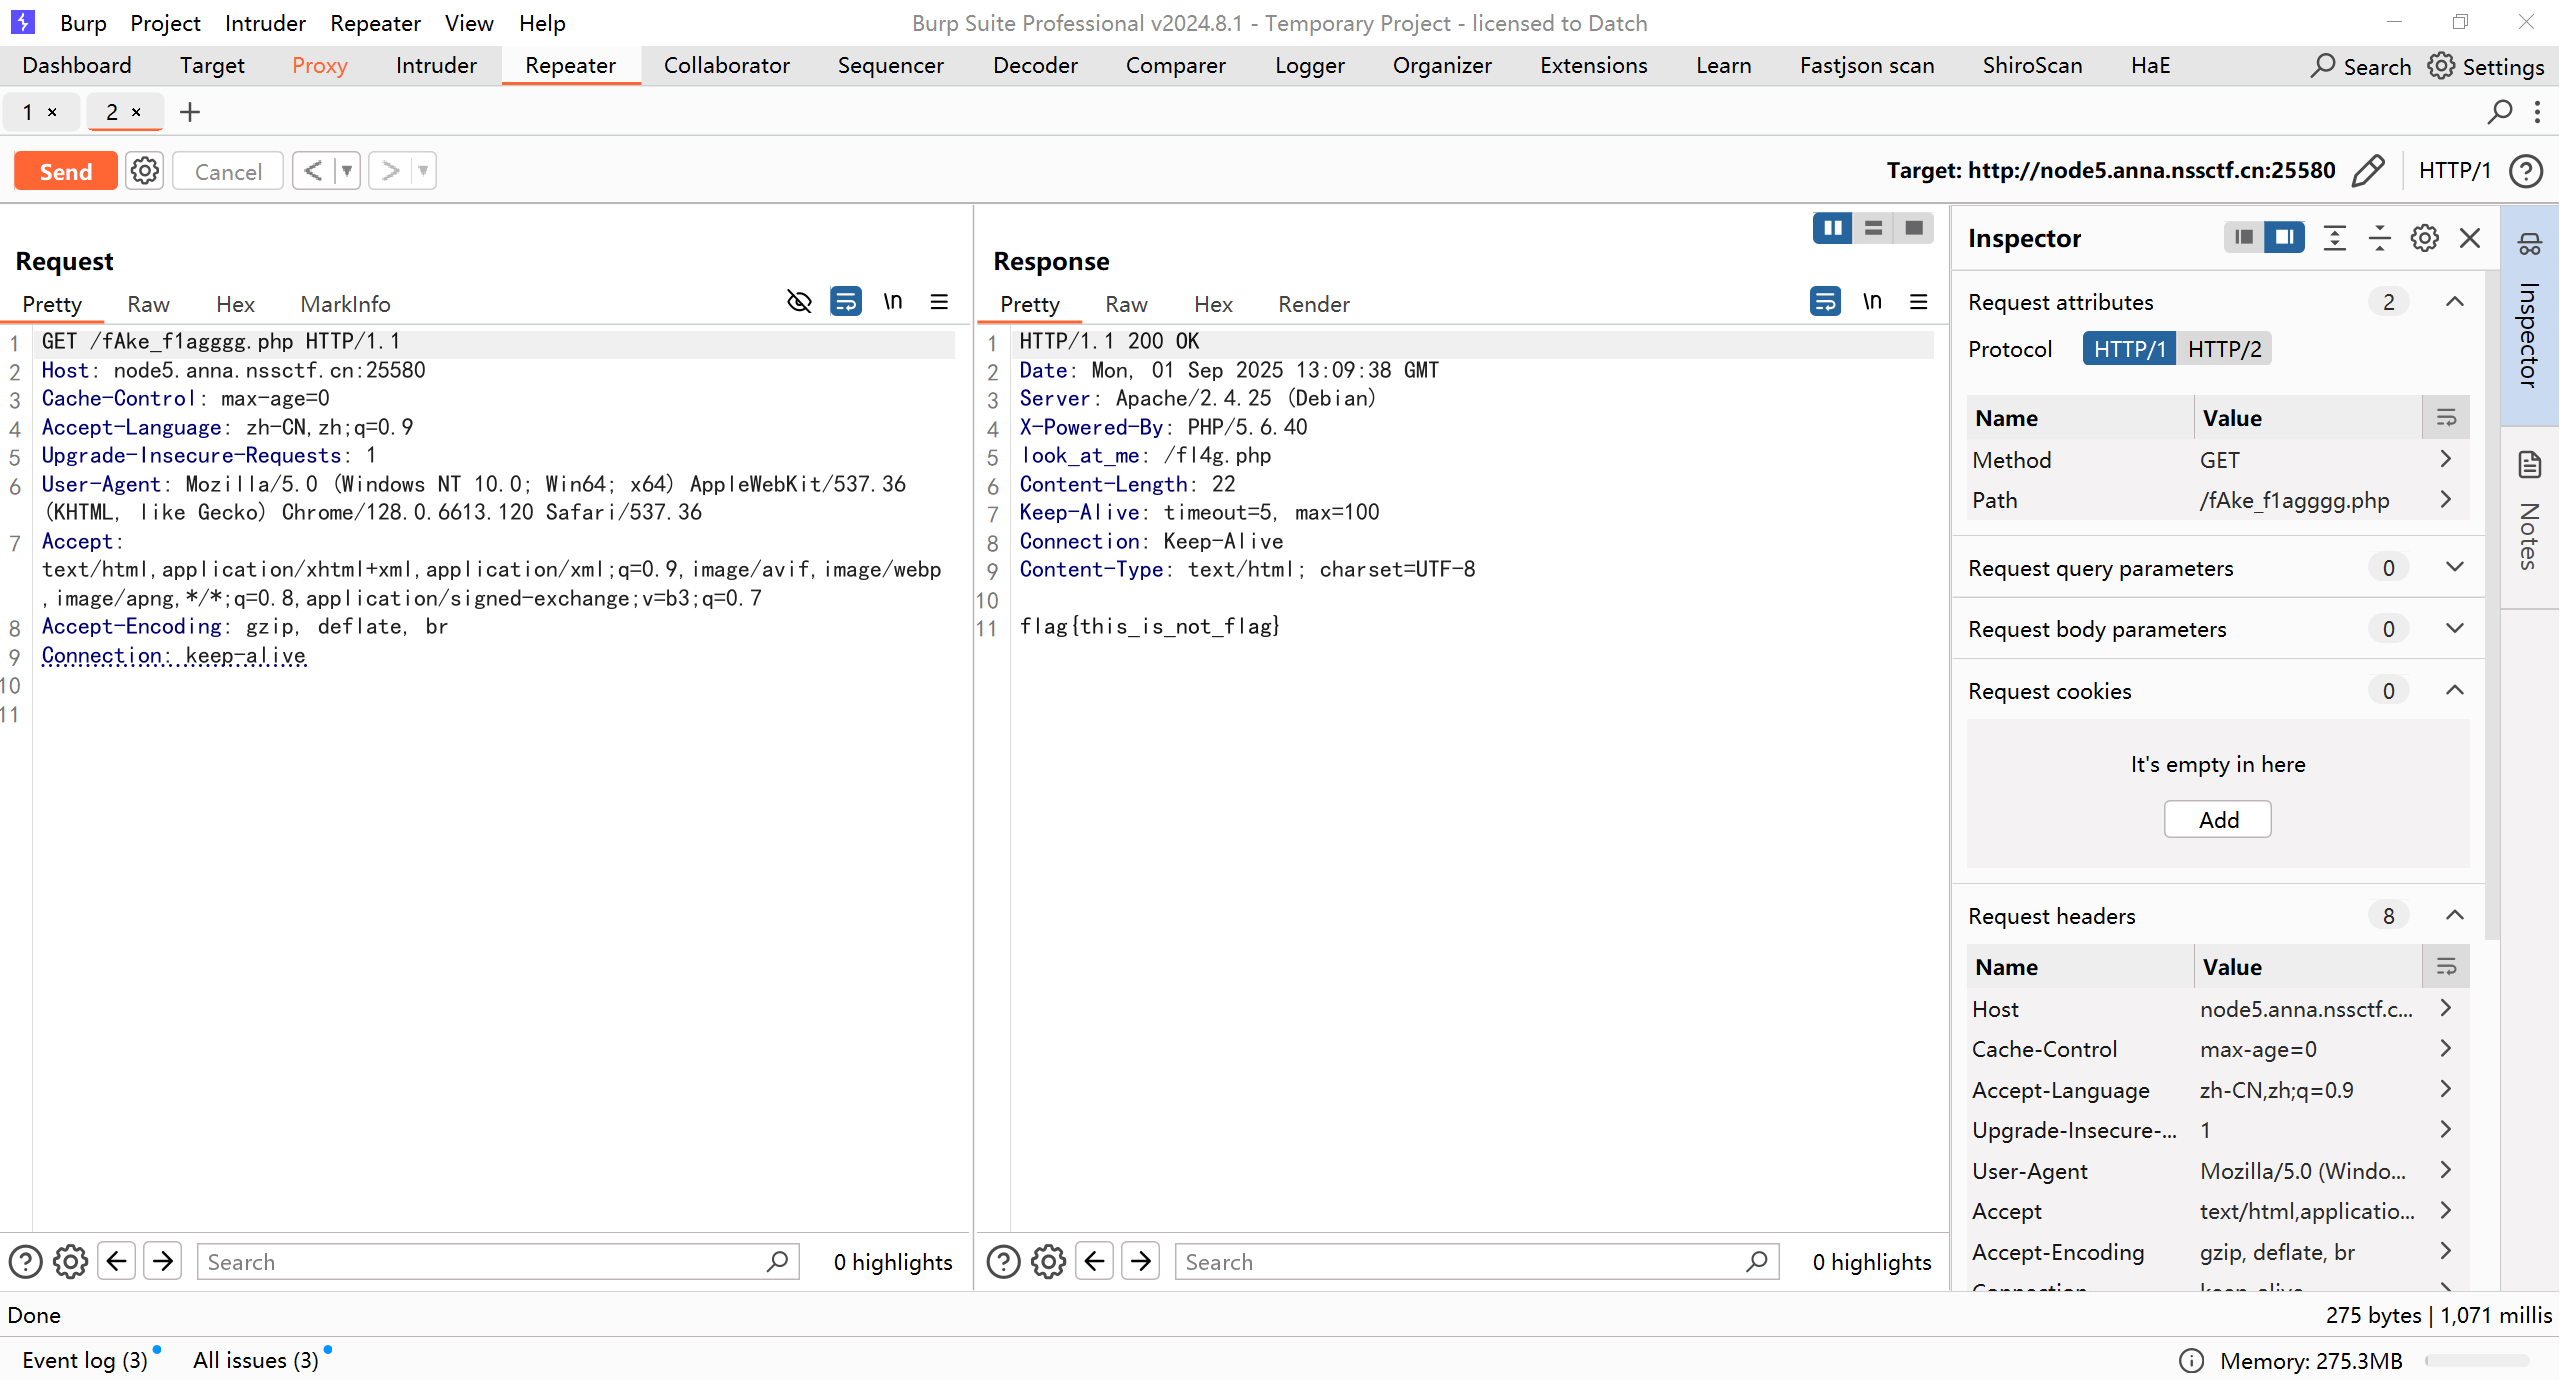 Burp Project Intruder Repeater View Help Burp Suite Professional v2024.8.1 - Temporary Project - licensed to Datch
Dashboard Target Proxy Intruder Repeater Collaborator Sequencer Decoder Comparer Logger Organizer Extensions Learn Fastjson scan ShiroScan HaE Search Settings
1 × 2 × +
Send Cancel < > Target: http://node5.anna.nssctf.cn:25580 HTTP/1
Request
Pretty Raw Hex MarkInfo \n
1 GET /fAke_f1agggg.php HTTP/1.1
2 Host: node5.anna.nssctf.cn:25580
3 Cache-Control: max-age=0
4 Accept-Language: zh-CN,zh;q=0.9
5 Upgrade-Insecure-Requests: 1
6 User-Agent: Mozilla/5.0 (Windows NT 10.0; Win64; x64) AppleWebKit/537.36
(KHTML, like Gecko) Chrome/128.0.6613.120 Safari/537.36
7 Accept:
text/html,application/xhtml+xml,application/xml;q=0.9,image/avif,image/webp
,image/apng,*/*;q=0.8,application/signed-exchange;v=b3;q=0.7
8 Accept-Encoding: gzip, deflate, br
9 Connection: keep-alive
10
11
Search 0 highlights
Response
Pretty Raw Hex Render \n
1 HTTP/1.1 200 OK
2 Date: Mon, 01 Sep 2025 13:09:38 GMT
3 Server: Apache/2.4.25 (Debian)
4 X-Powered-By: PHP/5.6.40
5 look_at_me: /fl4g.php
6 Content-Length: 22
7 Keep-Alive: timeout=5, max=100
8 Connection: Keep-Alive
9 Content-Type: text/html; charset=UTF-8
10
11 flag{this_is_not_flag}
Search 0 highlights
Inspector
Request attributes 2
Protocol HTTP/1 HTTP/2
Name Value
Method GET
Path /fAke_f1agggg.php
Request query parameters 0
Request body parameters 0
Request cookies 0
It's empty in here
Add
Request headers 8
Name Value
Host node5.anna.nssctf.c...
Cache-Control max-age=0
Accept-Language zh-CN,zh;q=0.9
Upgrade-Insecure-... 1
User-Agent Mozilla/5.0 (Windo...
Accept text/html,applicatio...
Accept-Encoding gzip, deflate, br
Connection keep-alive
Inspector
Notes
Done 275 bytes | 1,071 millis
Event log (3) All issues (3) Memory: 275.3MB